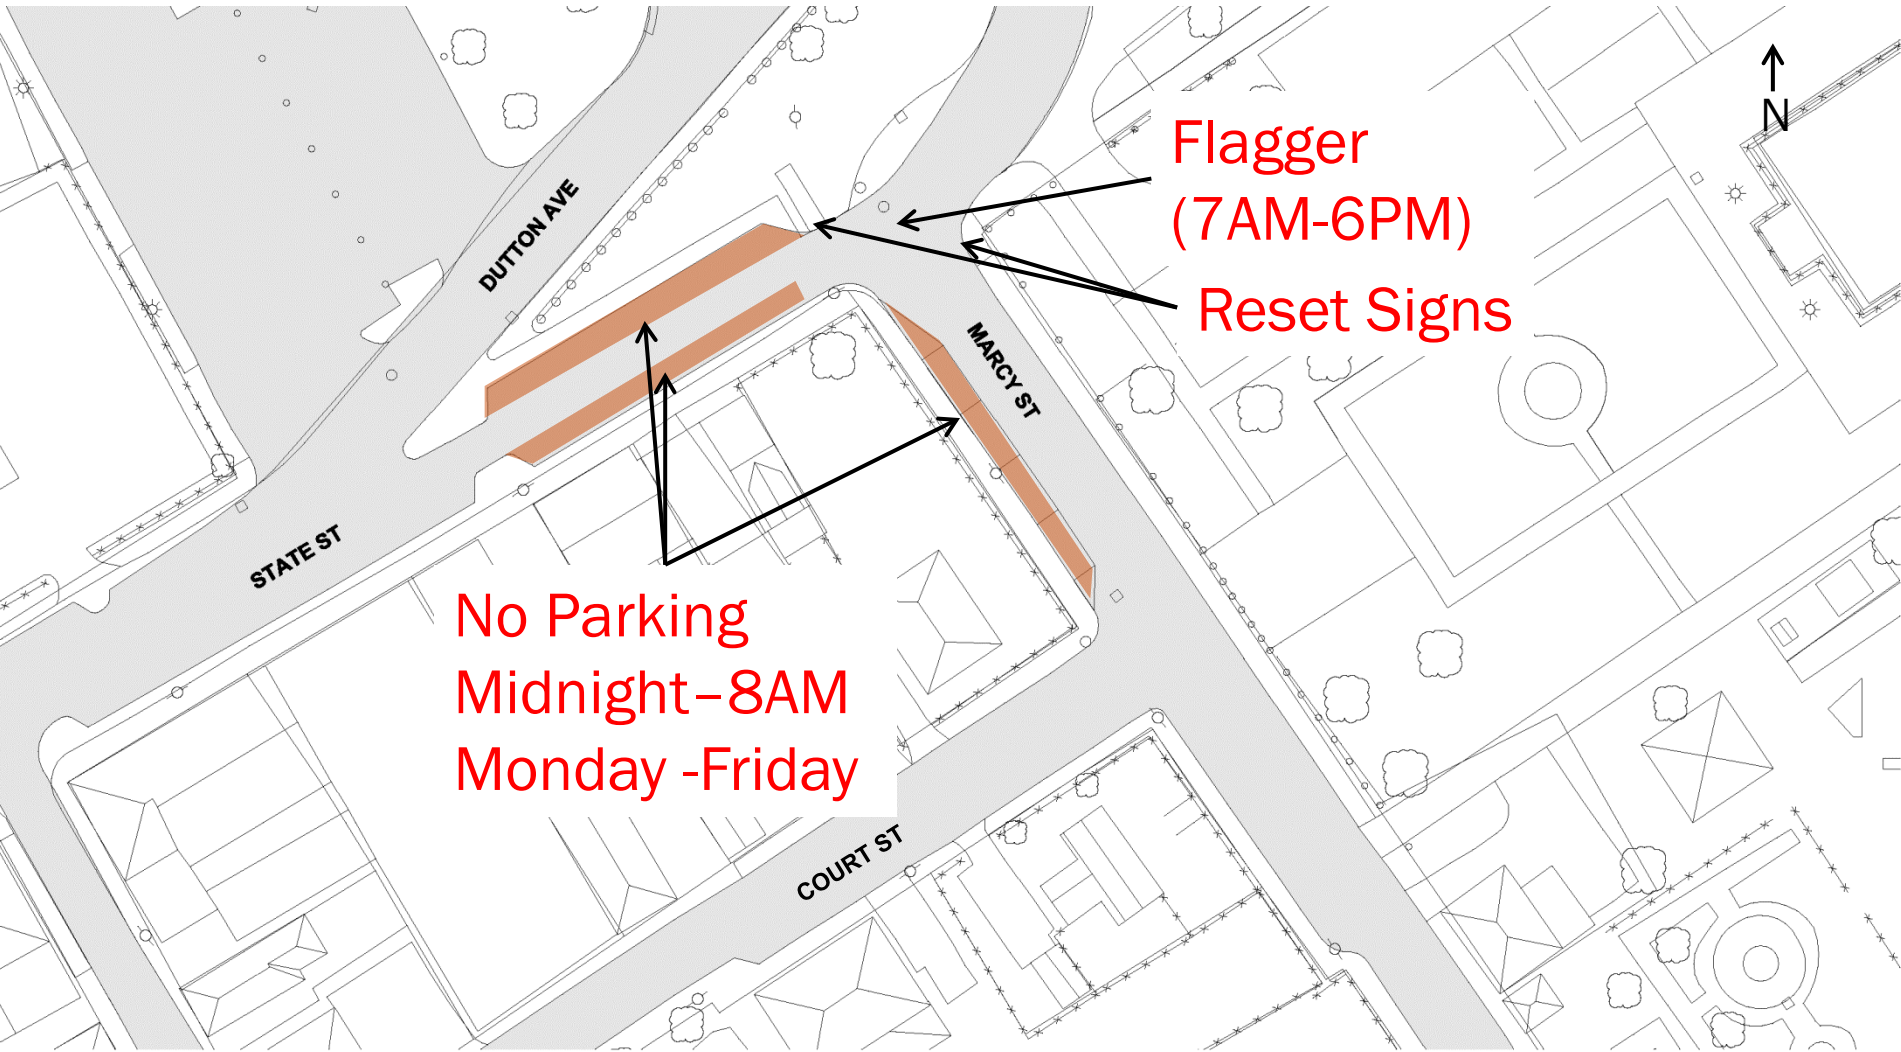 N
Flagger
(7AM-6PM)
Reset Signs
DUTTON AVE
MARCY ST
STATE ST
No Parking
Midnight–8AM
Monday -Friday
COURT ST